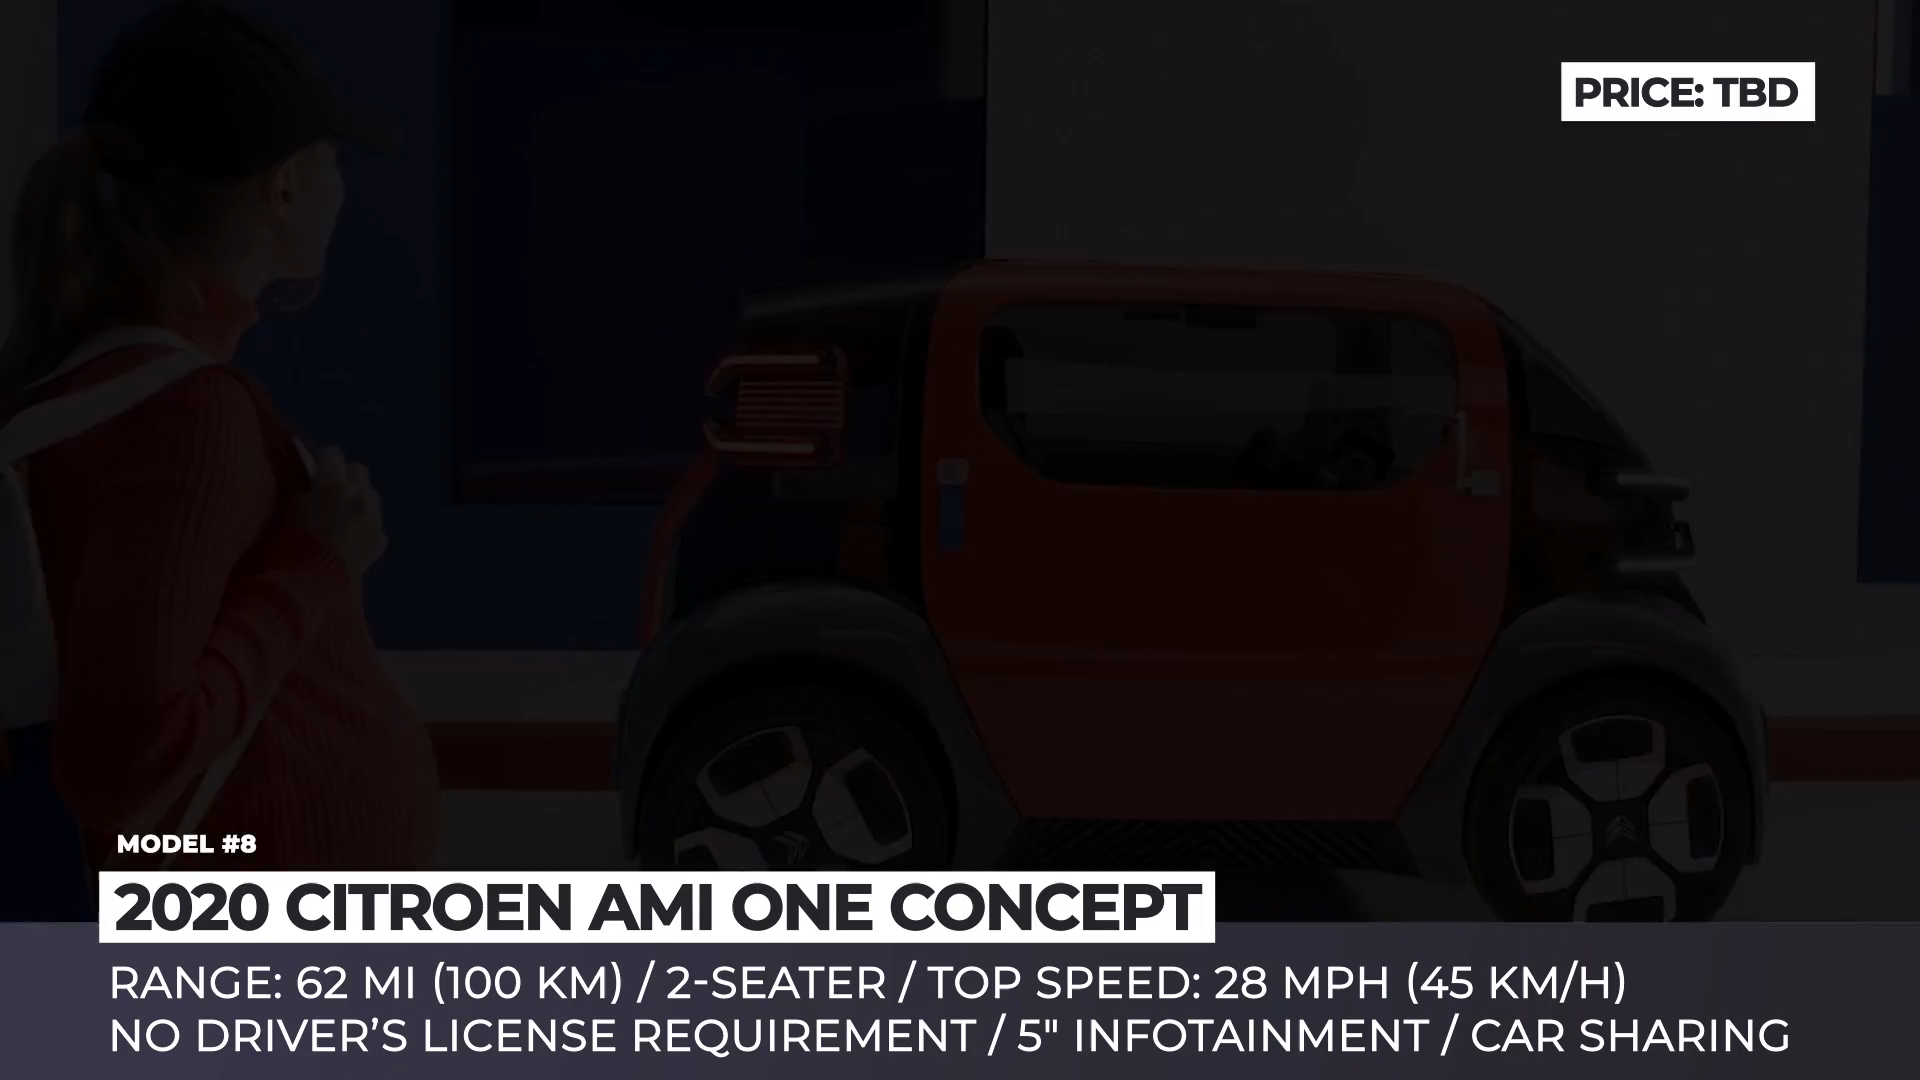 PRICE: TBD
MODEL #8
2020 CITROEN AMI ONE CONCEPT
RANGE: 62 MI (100 KM) / 2-SEATER / TOP SPEED: 28 MPH (45 KM/H)
NO DRIVER’S LICENSE REQUIREMENT / 5" INFOTAINMENT / CAR SHARING